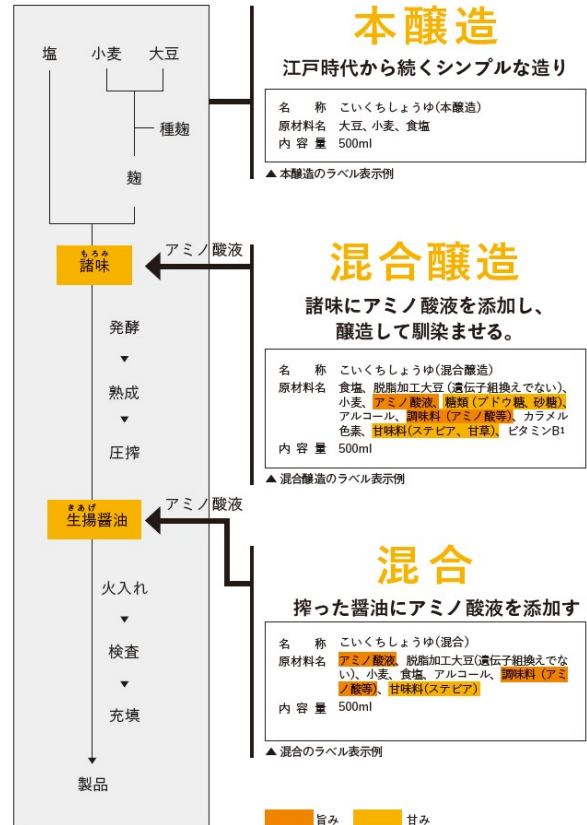 塩 小麦 大豆
種麹
麹
もろみ
諸味
アミノ酸液
発酵
▼
熟成
▼
圧搾
きあげ
生揚醤油
アミノ酸液
火入れ
▼
検査
▼
充填
製品
本醸造
江戸時代から続くシンプルな造り
名 称 こいくちしょうゆ(本醸造)
原材料名 大豆、小麦、食塩
内容量 500ml
▲ 本醸造のラベル表示例
混合醸造
諸味にアミノ酸液を添加し、
醸造して馴染ませる。
名 称 こいくちしょうゆ(混合醸造)
原材料名 食塩、脱脂加工大豆(遺伝子組換えでない)、
小麦、アミノ酸液、糖類(ブドウ糖、砂糖)、
アルコール、調味料(アミノ酸等)、カラメル
色素、甘味料(ステビア、甘草)、ビタミンB1
内容量 500ml
▲ 混合醸造のラベル表示例
混合
搾った醤油にアミノ酸液を添加す
名 称 こいくちしょうゆ(混合)
原材料名 アミノ酸液、脱脂加工大豆(遺伝子組換えでな
い)、小麦、食塩、アルコール、調味料(アミ
ノ酸等)、甘味料(ステビア)
内容量 500ml
▲ 混合のラベル表示例
旨み 甘み